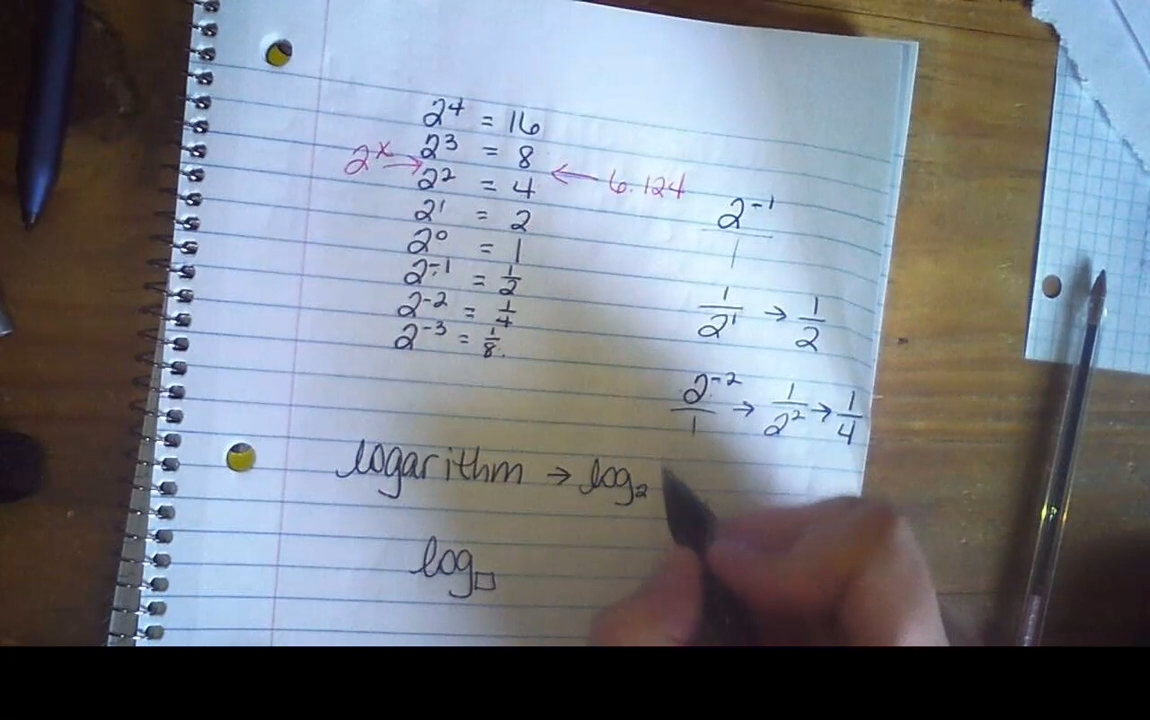 2⁴ = 16
2³ = 8
2ˣ → ← 6.124
2² = 4
2¹ = 2
2⁰ = 1
2⁻¹ = 1/2
2⁻² = 1/4
2⁻³ = 1/8.
2⁻¹/1
1/2¹ → 1/2
2⁻²/1 → 1/2² → 1/4
logarithm → log₂
log□